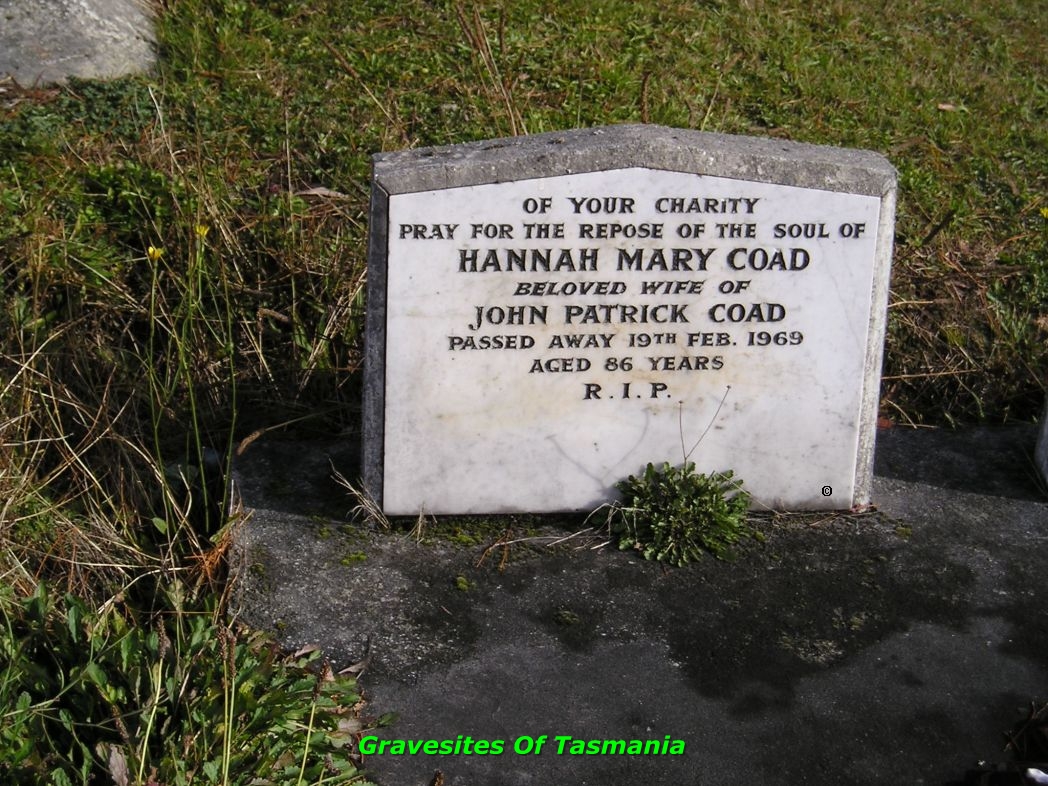 OF YOUR CHARITY
PRAY FOR THE REPOSE OF THE SOUL OF
HANNAH MARY COAD
BELOVED WIFE OF
JOHN PATRICK COAD
PASSED AWAY 19TH FEB. 1969
AGED 86 YEARS
R. I. P.
©
Gravesites Of Tasmania